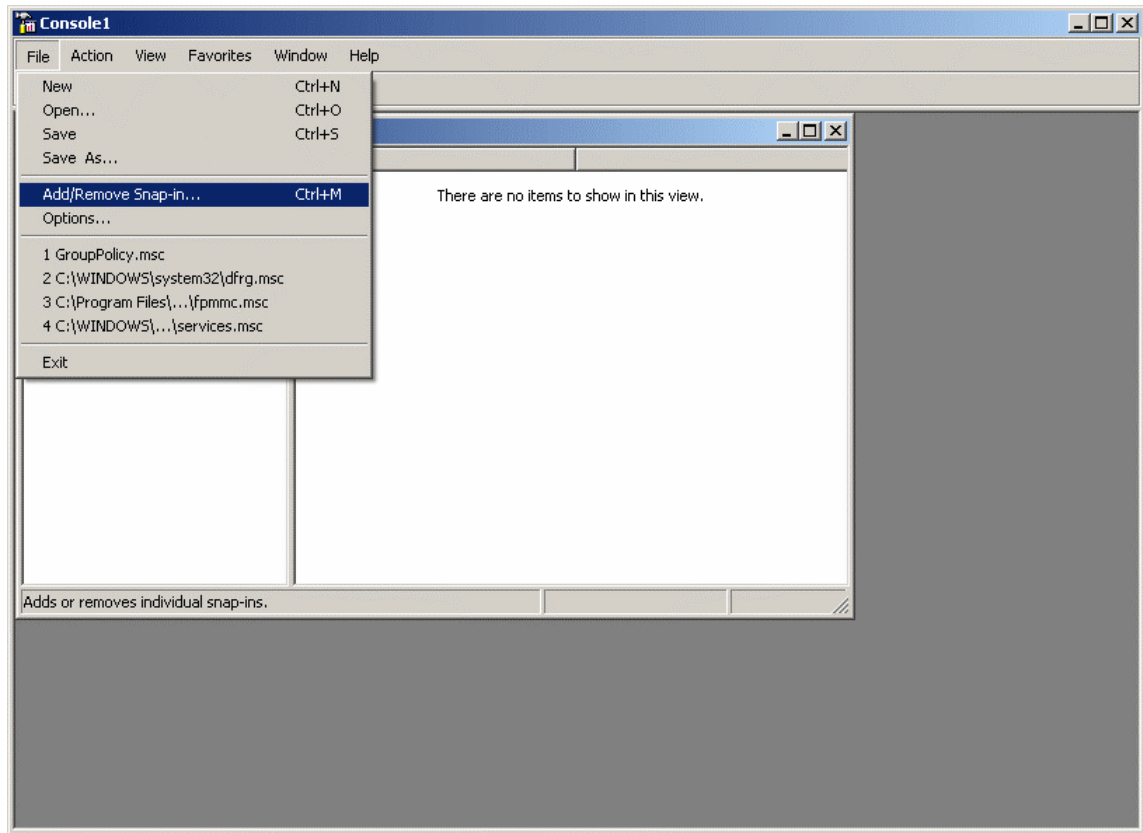 Console1
File Action View Favorites Window Help
New Ctrl+N
Open... Ctrl+O
Save Ctrl+S
Save As...
Add/Remove Snap-in... Ctrl+M
Options...
1 GroupPolicy.msc
2 C:\WINDOWS\system32\dfrg.msc
3 C:\Program Files\...\fpmmc.msc
4 C:\WINDOWS\...\services.msc
Exit
There are no items to show in this view.
Adds or removes individual snap-ins.